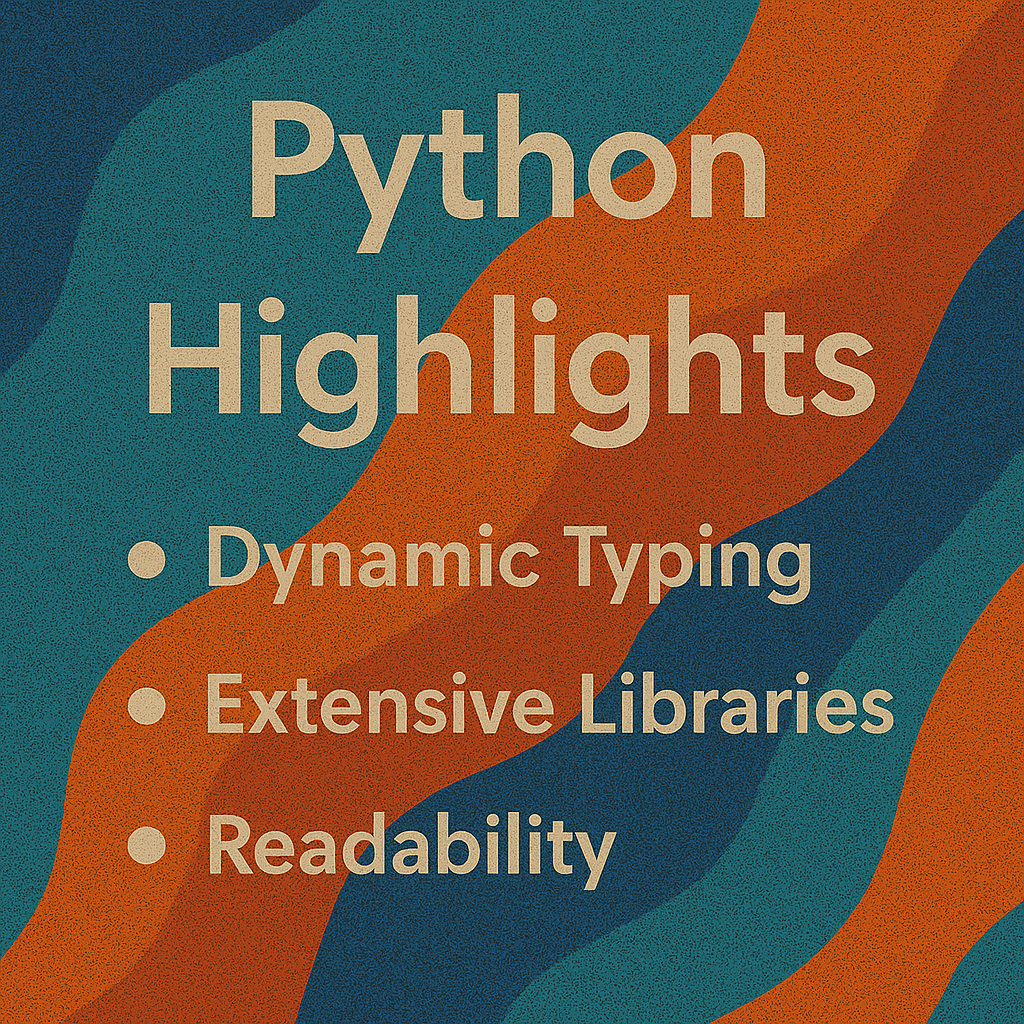 Python
Highlights
• Dynamic Typing
• Extensive Libraries
• Readability